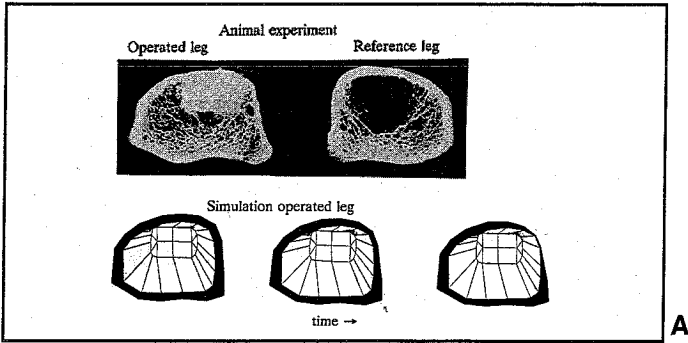 Animal experiment
Operated leg
Reference leg
Simulation operated leg
time →
A